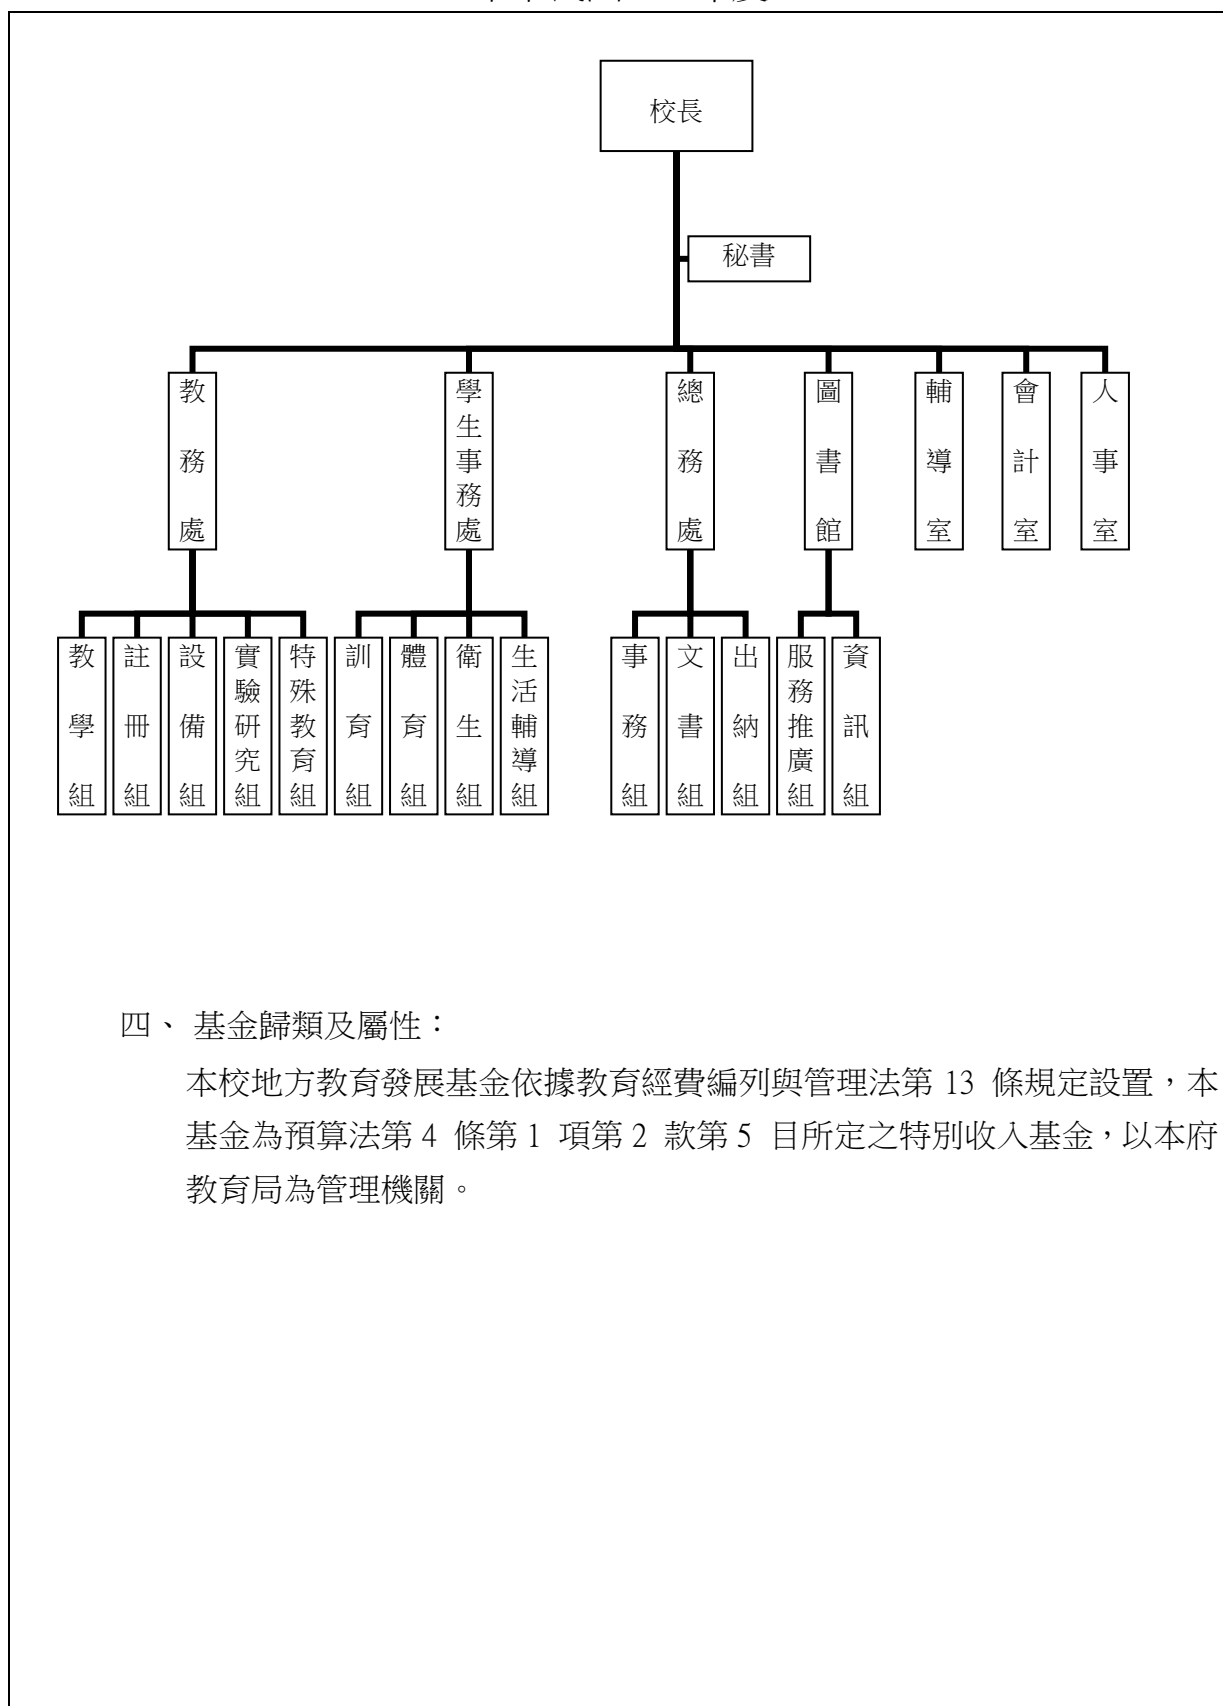 校長
秘書
教務處
學生事務處
總務處
圖書館
輔導室
會計室
人事室
教學組
註冊組
設備組
實驗研究組
特殊教育組
訓育組
體育組
衛生組
生活輔導組
事務組
文書組
出納組
服務推廣組
資訊組
四、 基金歸類及屬性：
本校地方教育發展基金依據教育經費編列與管理法第 13 條規定設置，本
基金為預算法第 4 條第 1 項第 2 款第 5 目所定之特別收入基金，以本府
教育局為管理機關。